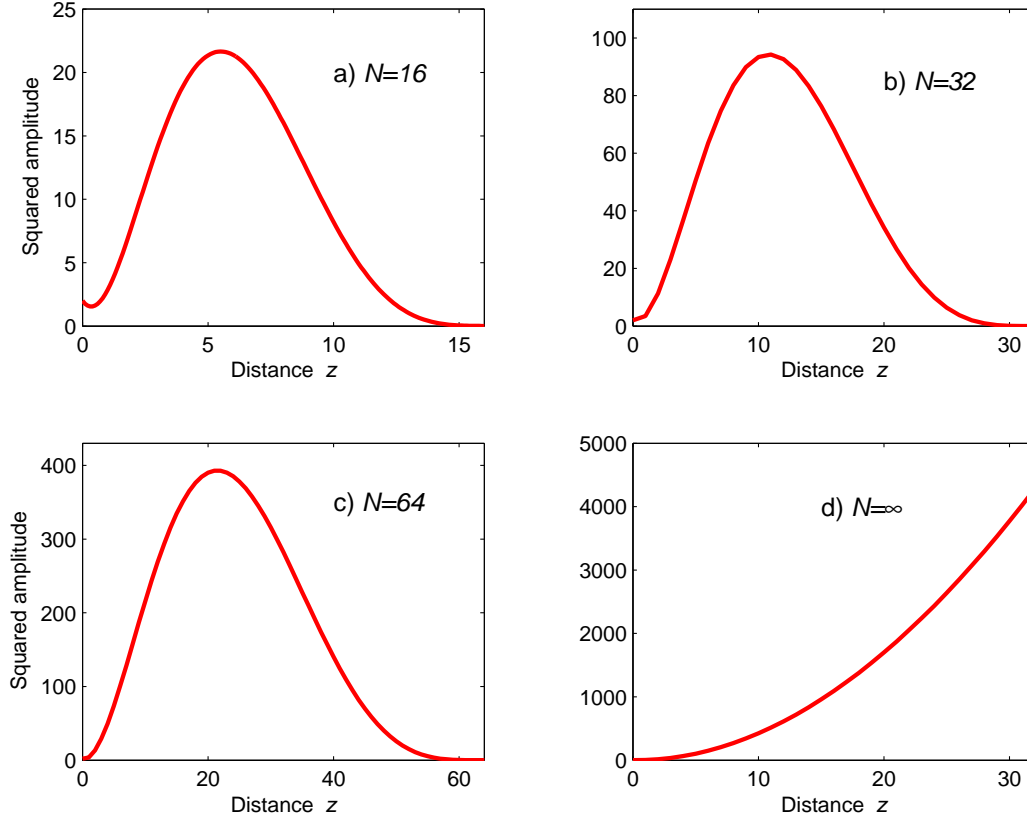 a) N=16
Squared amplitude
25
20
15
10
5
0
0 5 10 15
Distance z
b) N=32
100
80
60
40
20
0
0 10 20 30
Distance z
c) N=64
Squared amplitude
400
300
200
100
0
0 20 40 60
Distance z
d) N=∞
5000
4000
3000
2000
1000
0
0 10 20 30
Distance z